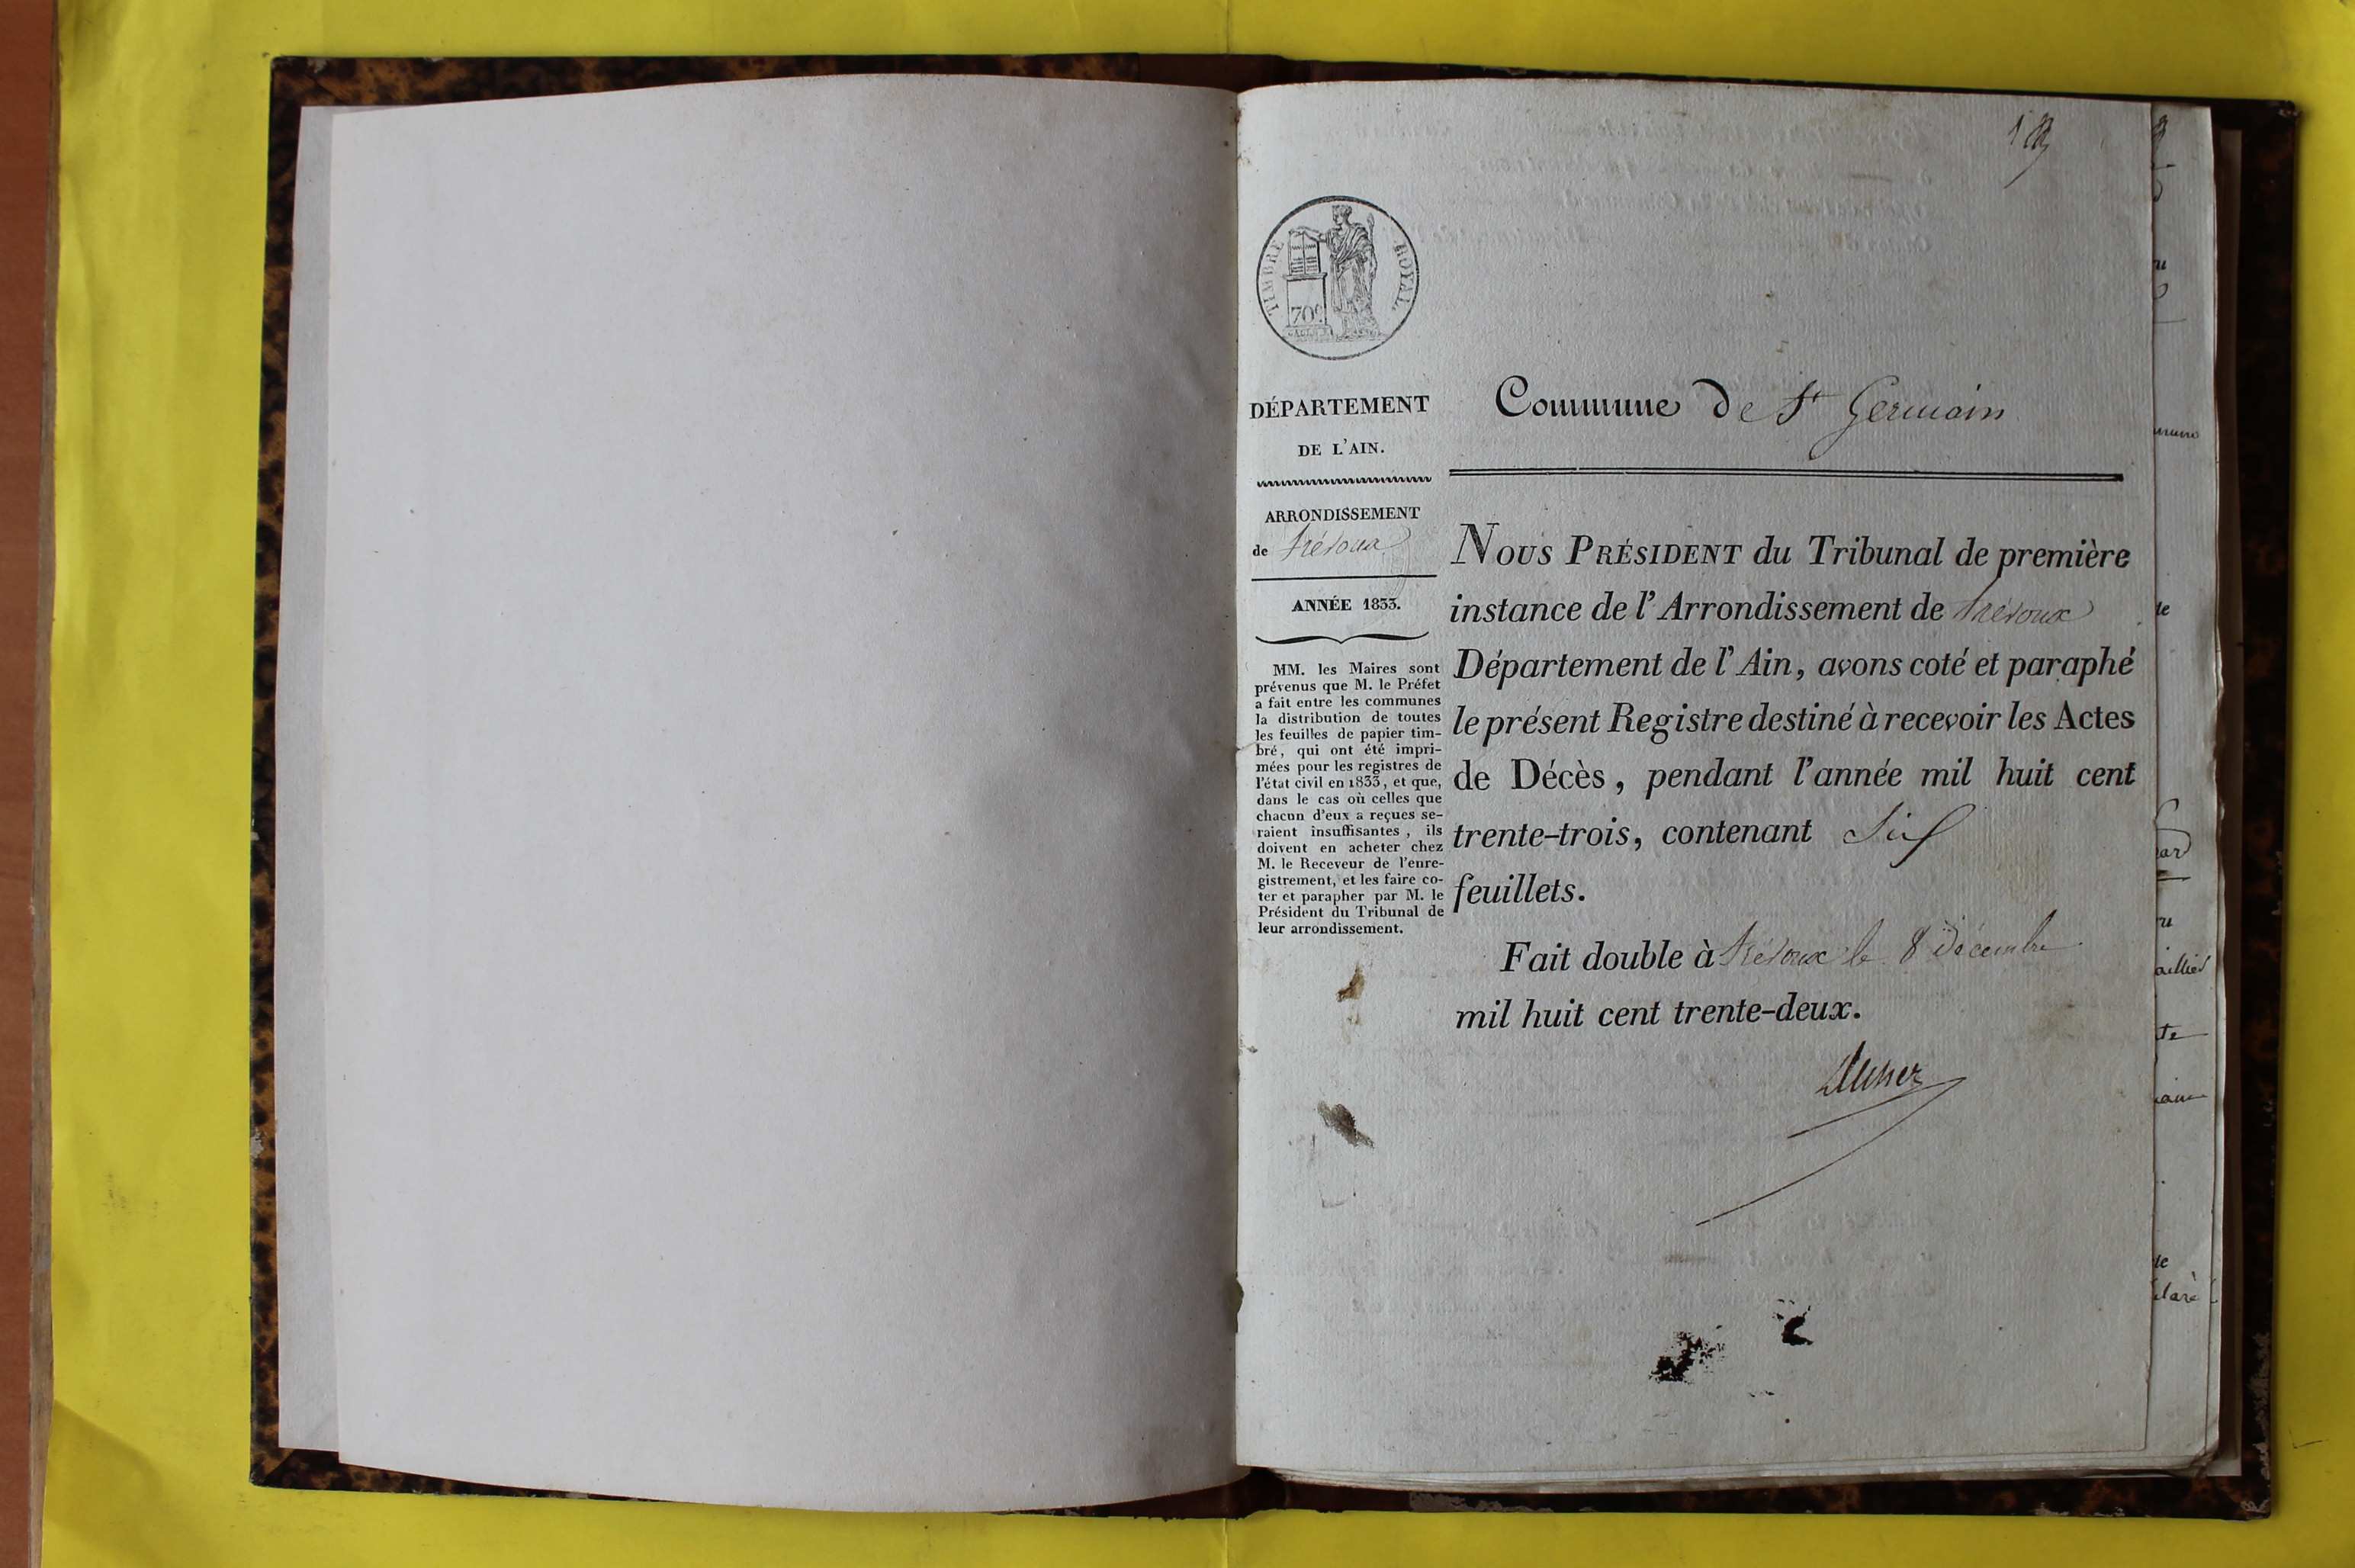 TIMBRE ROYAL
70c
DÉPARTEMENT
DE L'AIN.
ARRONDISSEMENT
de Trévoux
ANNÉE 1833.
MM. les Maires sont
prévenus que M. le Préfet
a fait entre les communes
la distribution de toutes
les feuilles de papier tim-
bré, qui ont été impri-
mées pour les registres de
l'état civil en 1833, et que,
dans le cas où celles que
chacun d'eux a reçues se-
raient insuffisantes, ils
doivent en acheter chez
M. le Receveur de l'enre-
gistrement, et les faire co-
ter et parapher par M. le
Président du Tribunal de
leur arrondissement.
Commune De St Germain
NOUS PRÉSIDENT du Tribunal de première
instance de l'Arrondissement de Trévoux
Département de l'Ain, avons coté et paraphé
le présent Registre destiné à recevoir les Actes
de Décès, pendant l'année mil huit cent
trente-trois, contenant Six
feuillets.
Fait double à Trévoux le 8 Décembre
mil huit cent trente-deux.